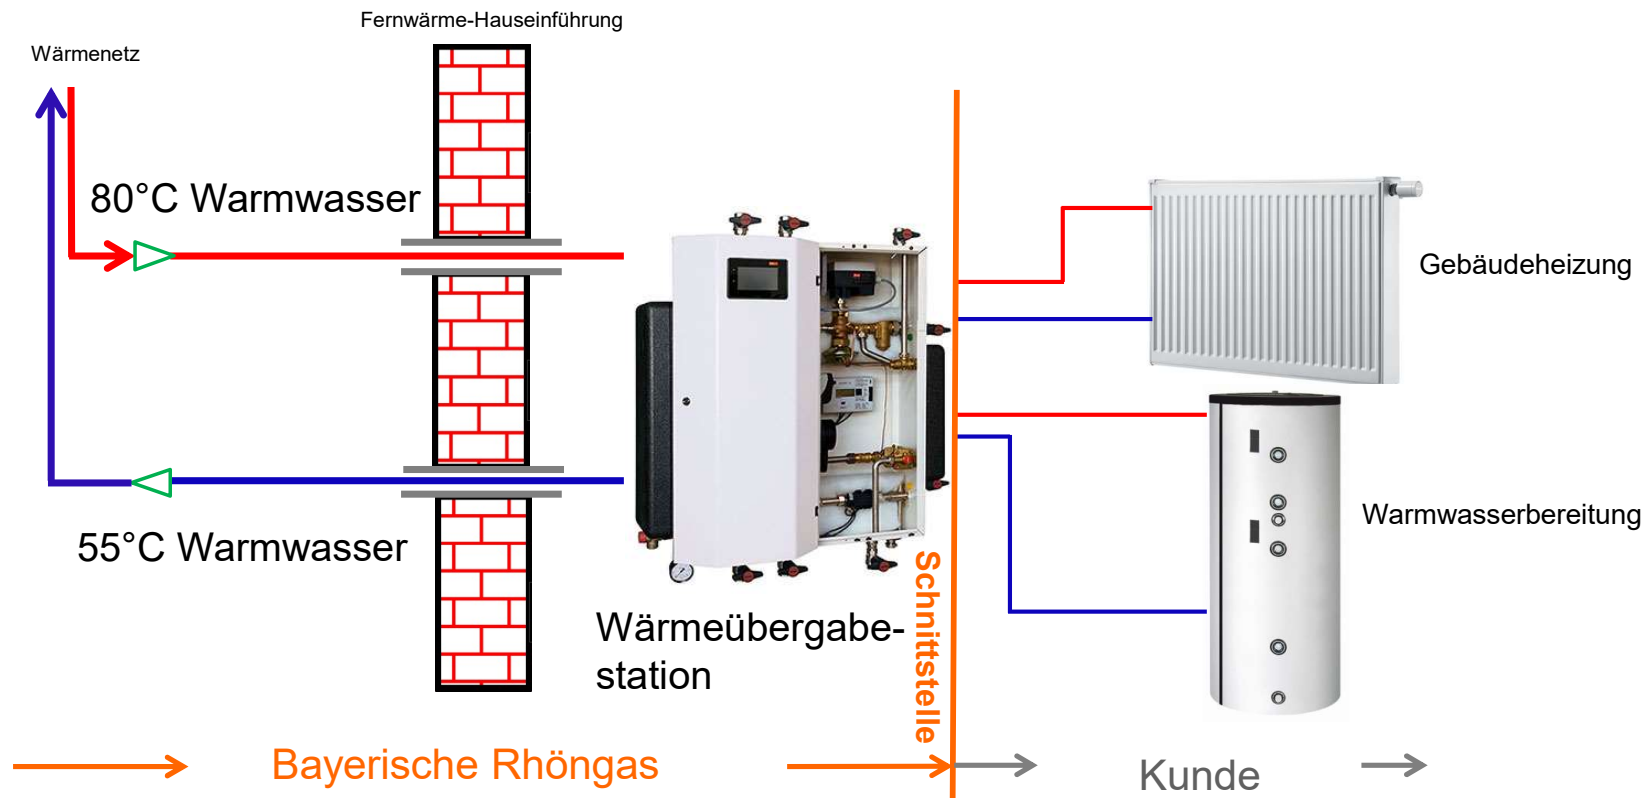 Fernwärme-Hauseinführung
Wärmenetz
80°C Warmwasser
Gebäudeheizung
55°C Warmwasser
Warmwasserbereitung
Wärmeübergabe-
station
Schnittstelle
Bayerische Rhöngas
Kunde